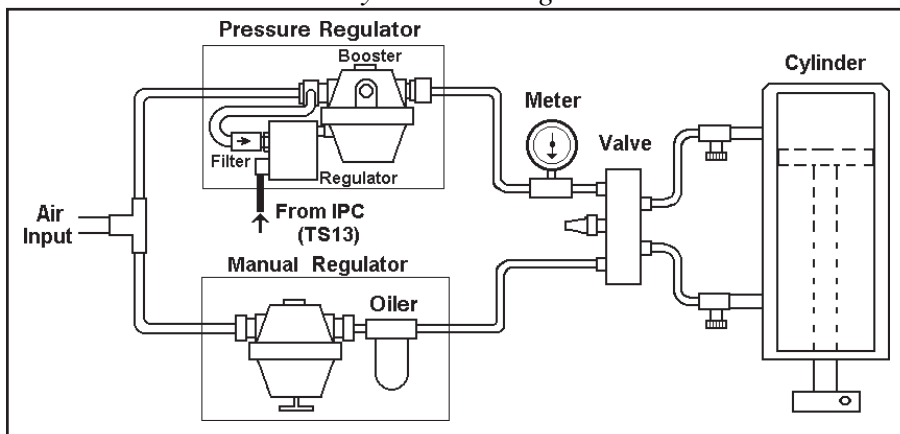 Pressure Regulator
Booster
Filter
Regulator
From IPC
(TS13)
Air
Input
Manual Regulator
Oiler
Meter
Valve
Cylinder